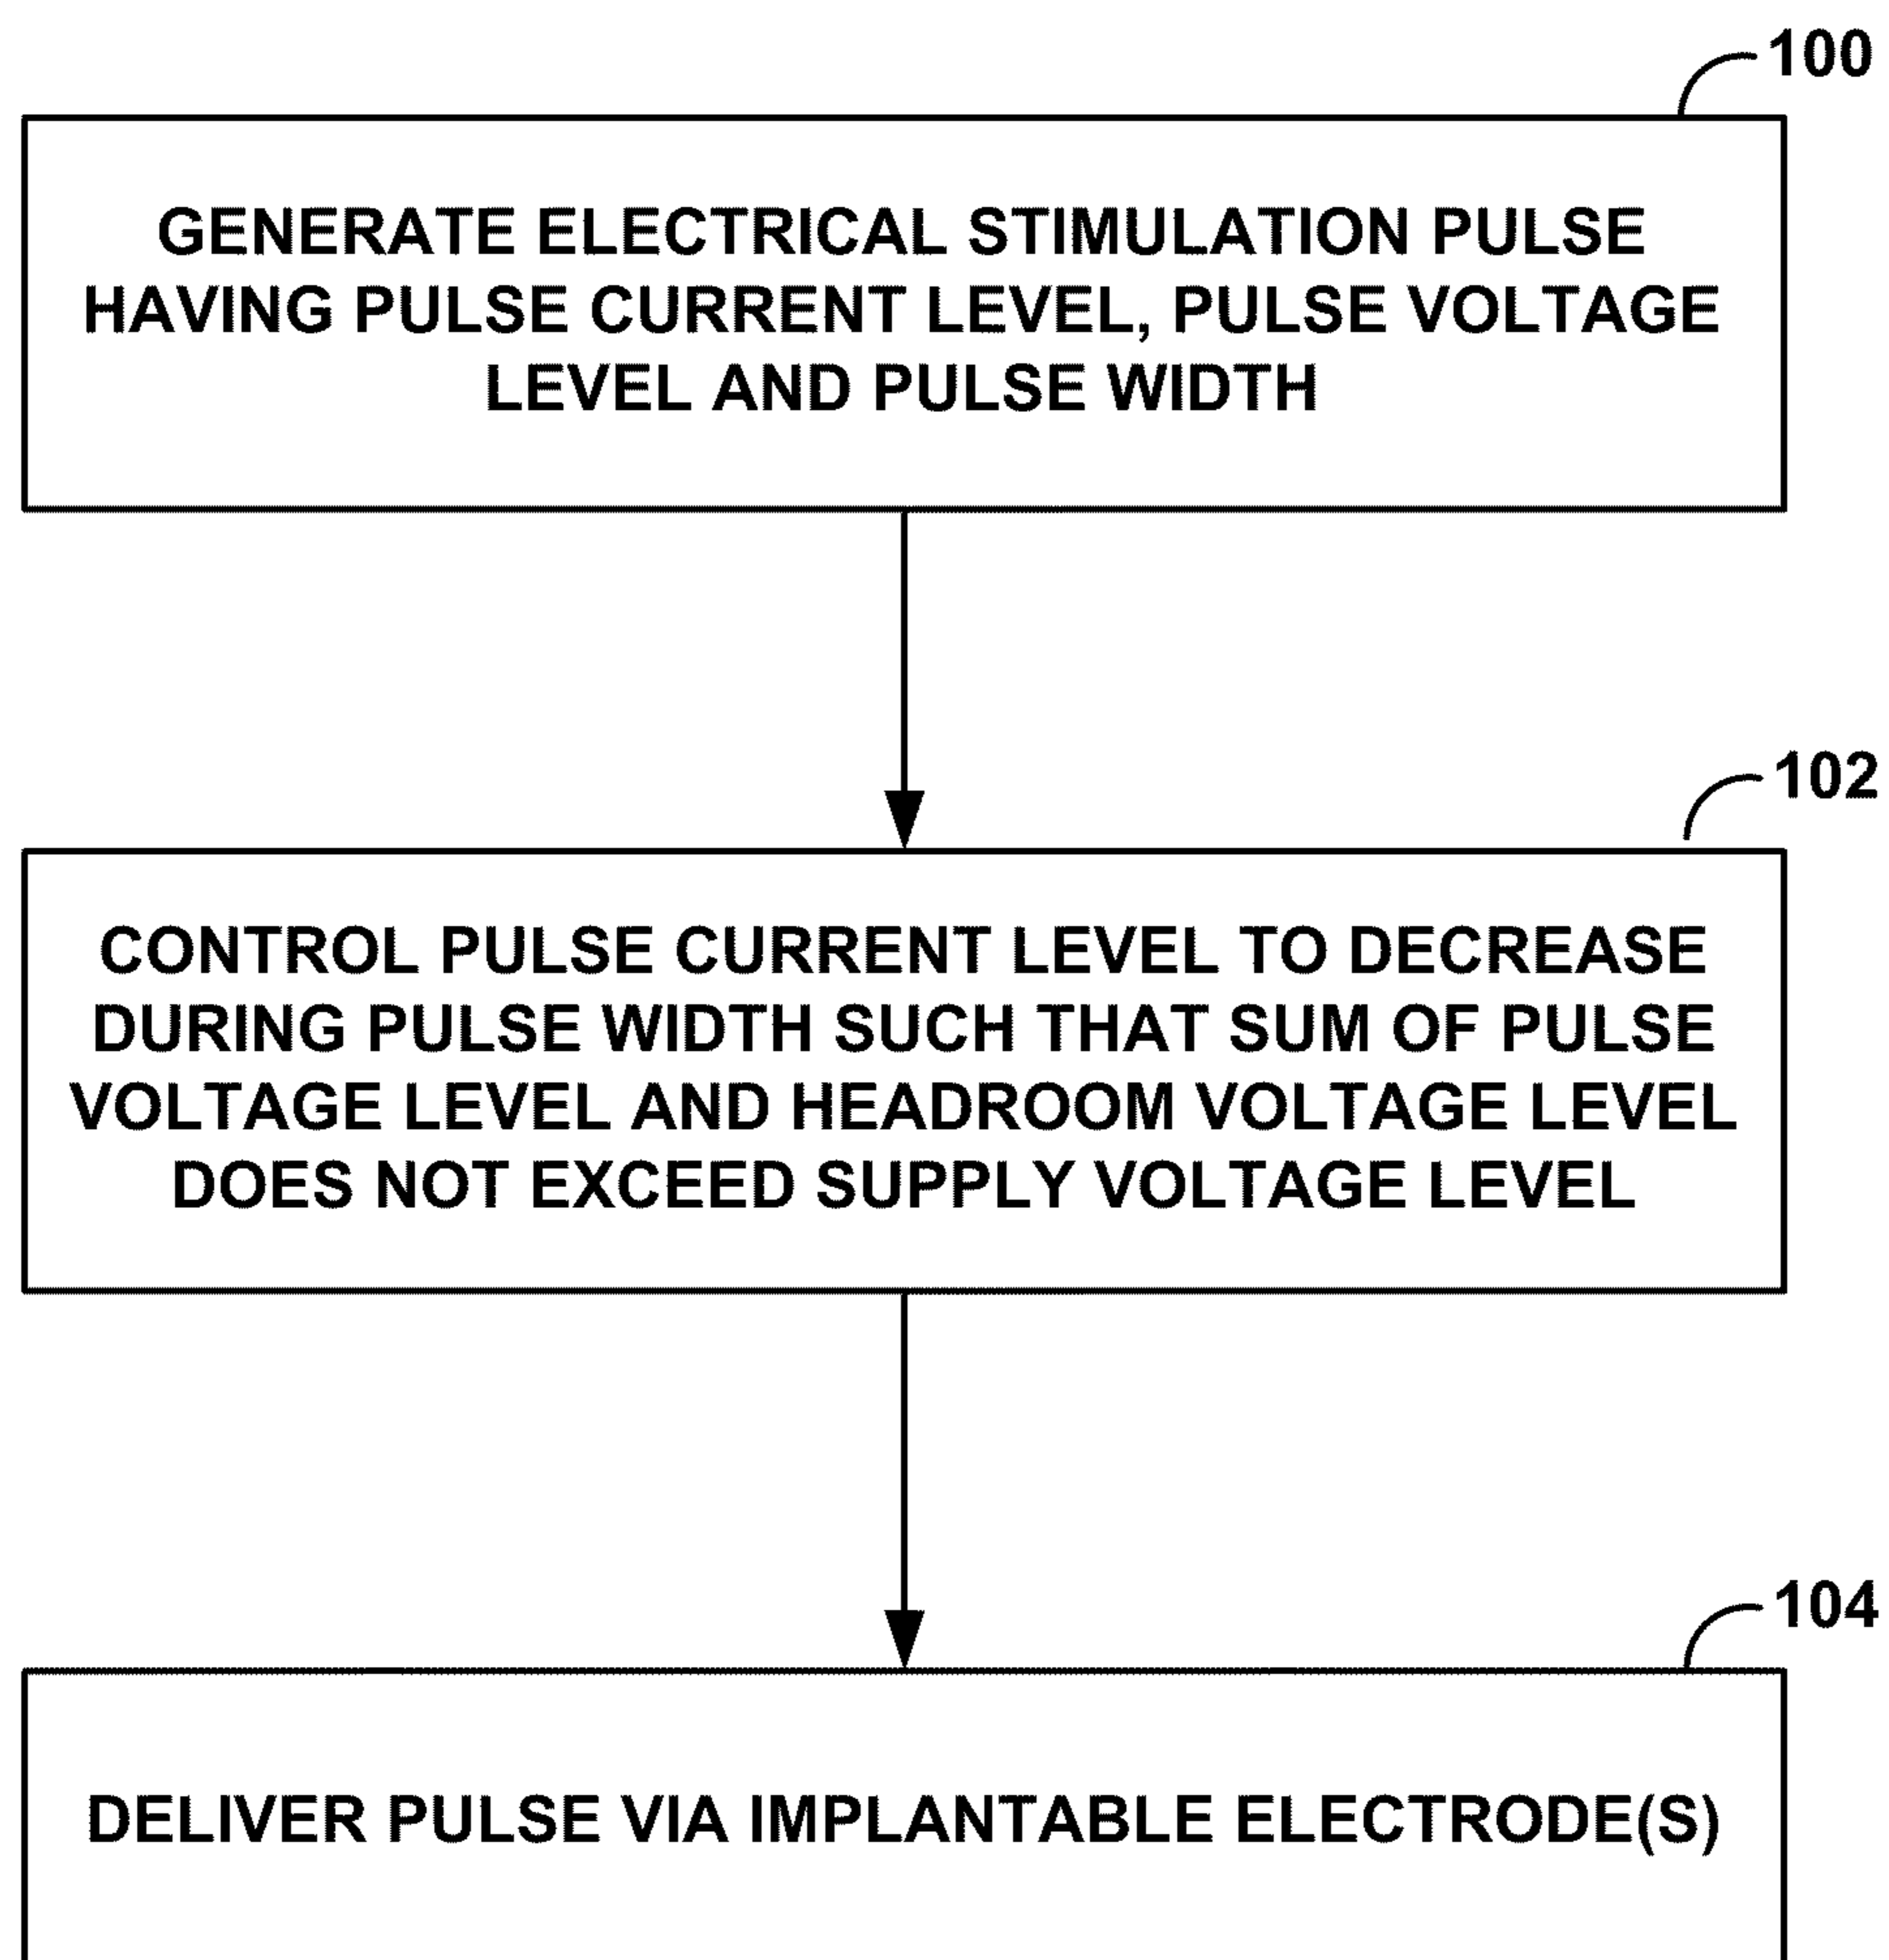 100
GENERATE ELECTRICAL STIMULATION PULSE
HAVING PULSE CURRENT LEVEL, PULSE VOLTAGE
LEVEL AND PULSE WIDTH
102
CONTROL PULSE CURRENT LEVEL TO DECREASE
DURING PULSE WIDTH SUCH THAT SUM OF PULSE
VOLTAGE LEVEL AND HEADROOM VOLTAGE LEVEL
DOES NOT EXCEED SUPPLY VOLTAGE LEVEL
104
DELIVER PULSE VIA IMPLANTABLE ELECTRODE(S)